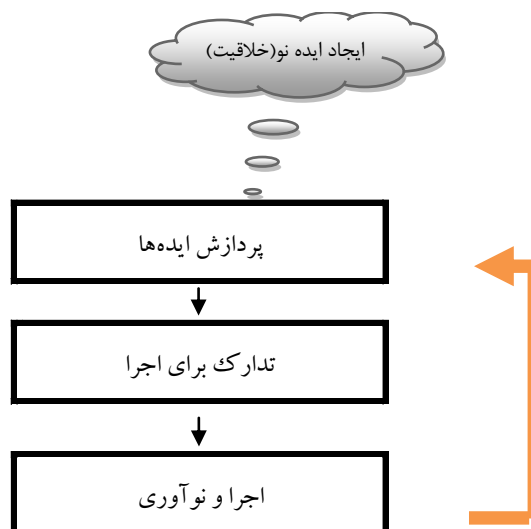 ایجاد ایده نو(خلاقیت)
پردازش ایده‌ها
تدارک برای اجرا
اجرا و نوآوری